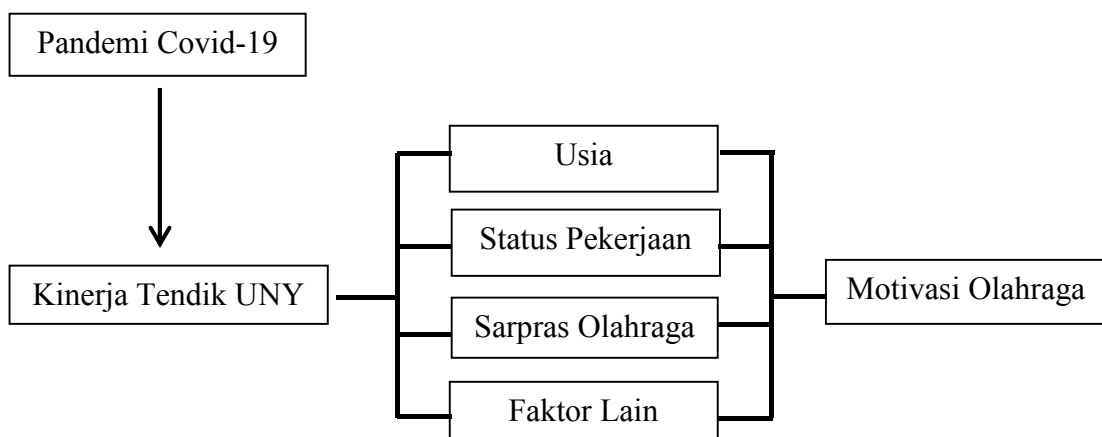 Pandemi Covid-19
Usia
Status Pekerjaan
Kinerja Tendik UNY
Motivasi Olahraga
Sarpras Olahraga
Faktor Lain